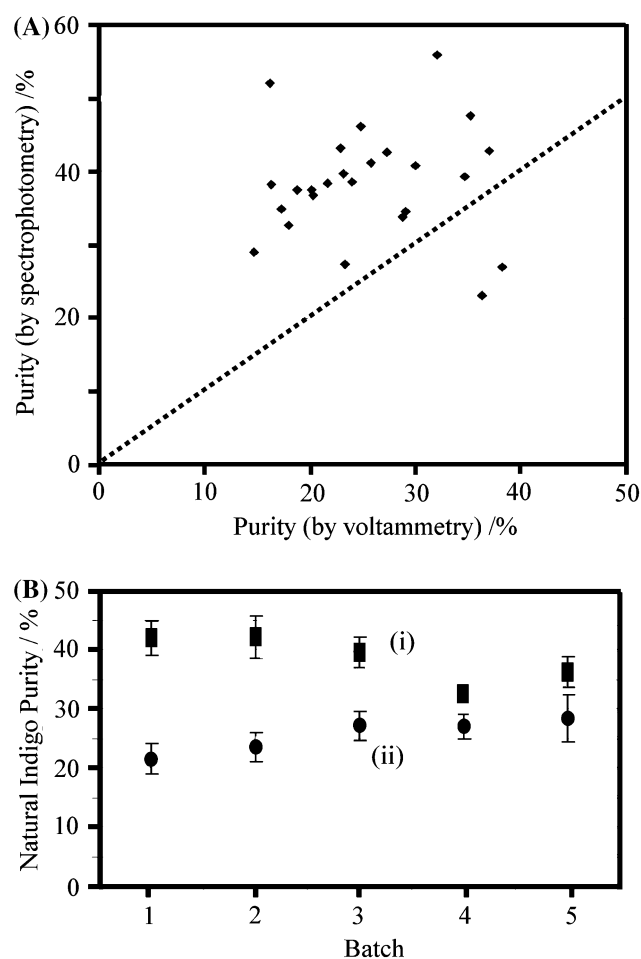 (A)
60
40
20
0
Purity (by spectrophotometry) /%
0 10 20 30 40 50
Purity (by voltammetry) /%
(B)
50
40
30
20
10
0
Natural Indigo Purity / %
(i)
(ii)
1 2 3 4 5
Batch